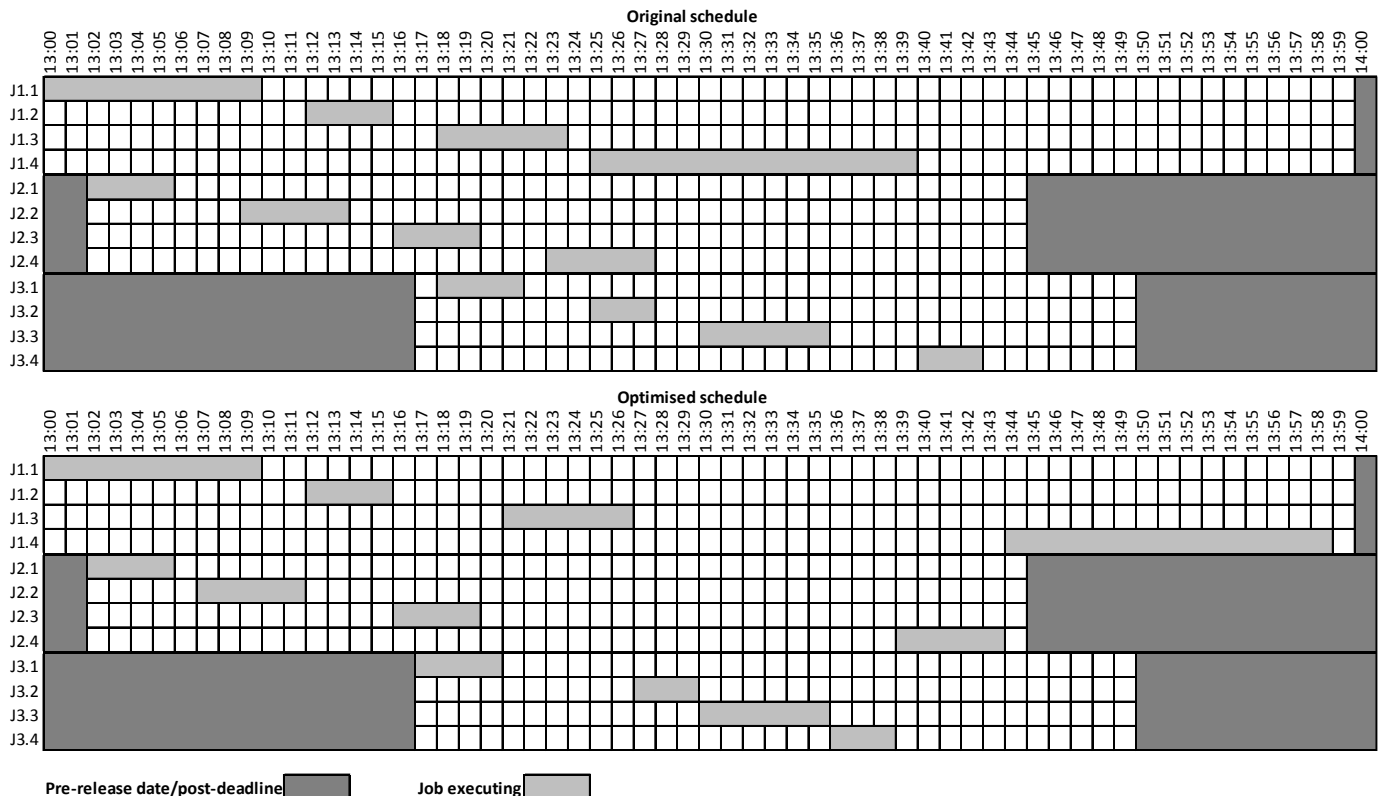 Original schedule
13:00 13:01 13:02 13:03 13:04 13:05 13:06 13:07 13:08 13:09 13:10 13:11 13:12 13:13 13:14 13:15 13:16 13:17 13:18 13:19 13:20 13:21 13:22 13:23 13:24 13:25 13:26 13:27 13:28 13:29 13:30 13:31 13:32 13:33 13:34 13:35 13:36 13:37 13:38 13:39 13:40 13:41 13:42 13:43 13:44 13:45 13:46 13:47 13:48 13:49 13:50 13:51 13:52 13:53 13:54 13:55 13:56 13:57 13:58 13:59 14:00
J1.1
J1.2
J1.3
J1.4
J2.1
J2.2
J2.3
J2.4
J3.1
J3.2
J3.3
J3.4
Optimised schedule
13:00 13:01 13:02 13:03 13:04 13:05 13:06 13:07 13:08 13:09 13:10 13:11 13:12 13:13 13:14 13:15 13:16 13:17 13:18 13:19 13:20 13:21 13:22 13:23 13:24 13:25 13:26 13:27 13:28 13:29 13:30 13:31 13:32 13:33 13:34 13:35 13:36 13:37 13:38 13:39 13:40 13:41 13:42 13:43 13:44 13:45 13:46 13:47 13:48 13:49 13:50 13:51 13:52 13:53 13:54 13:55 13:56 13:57 13:58 13:59 14:00
J1.1
J1.2
J1.3
J1.4
J2.1
J2.2
J2.3
J2.4
J3.1
J3.2
J3.3
J3.4
Pre-release date/post-deadline Job executing